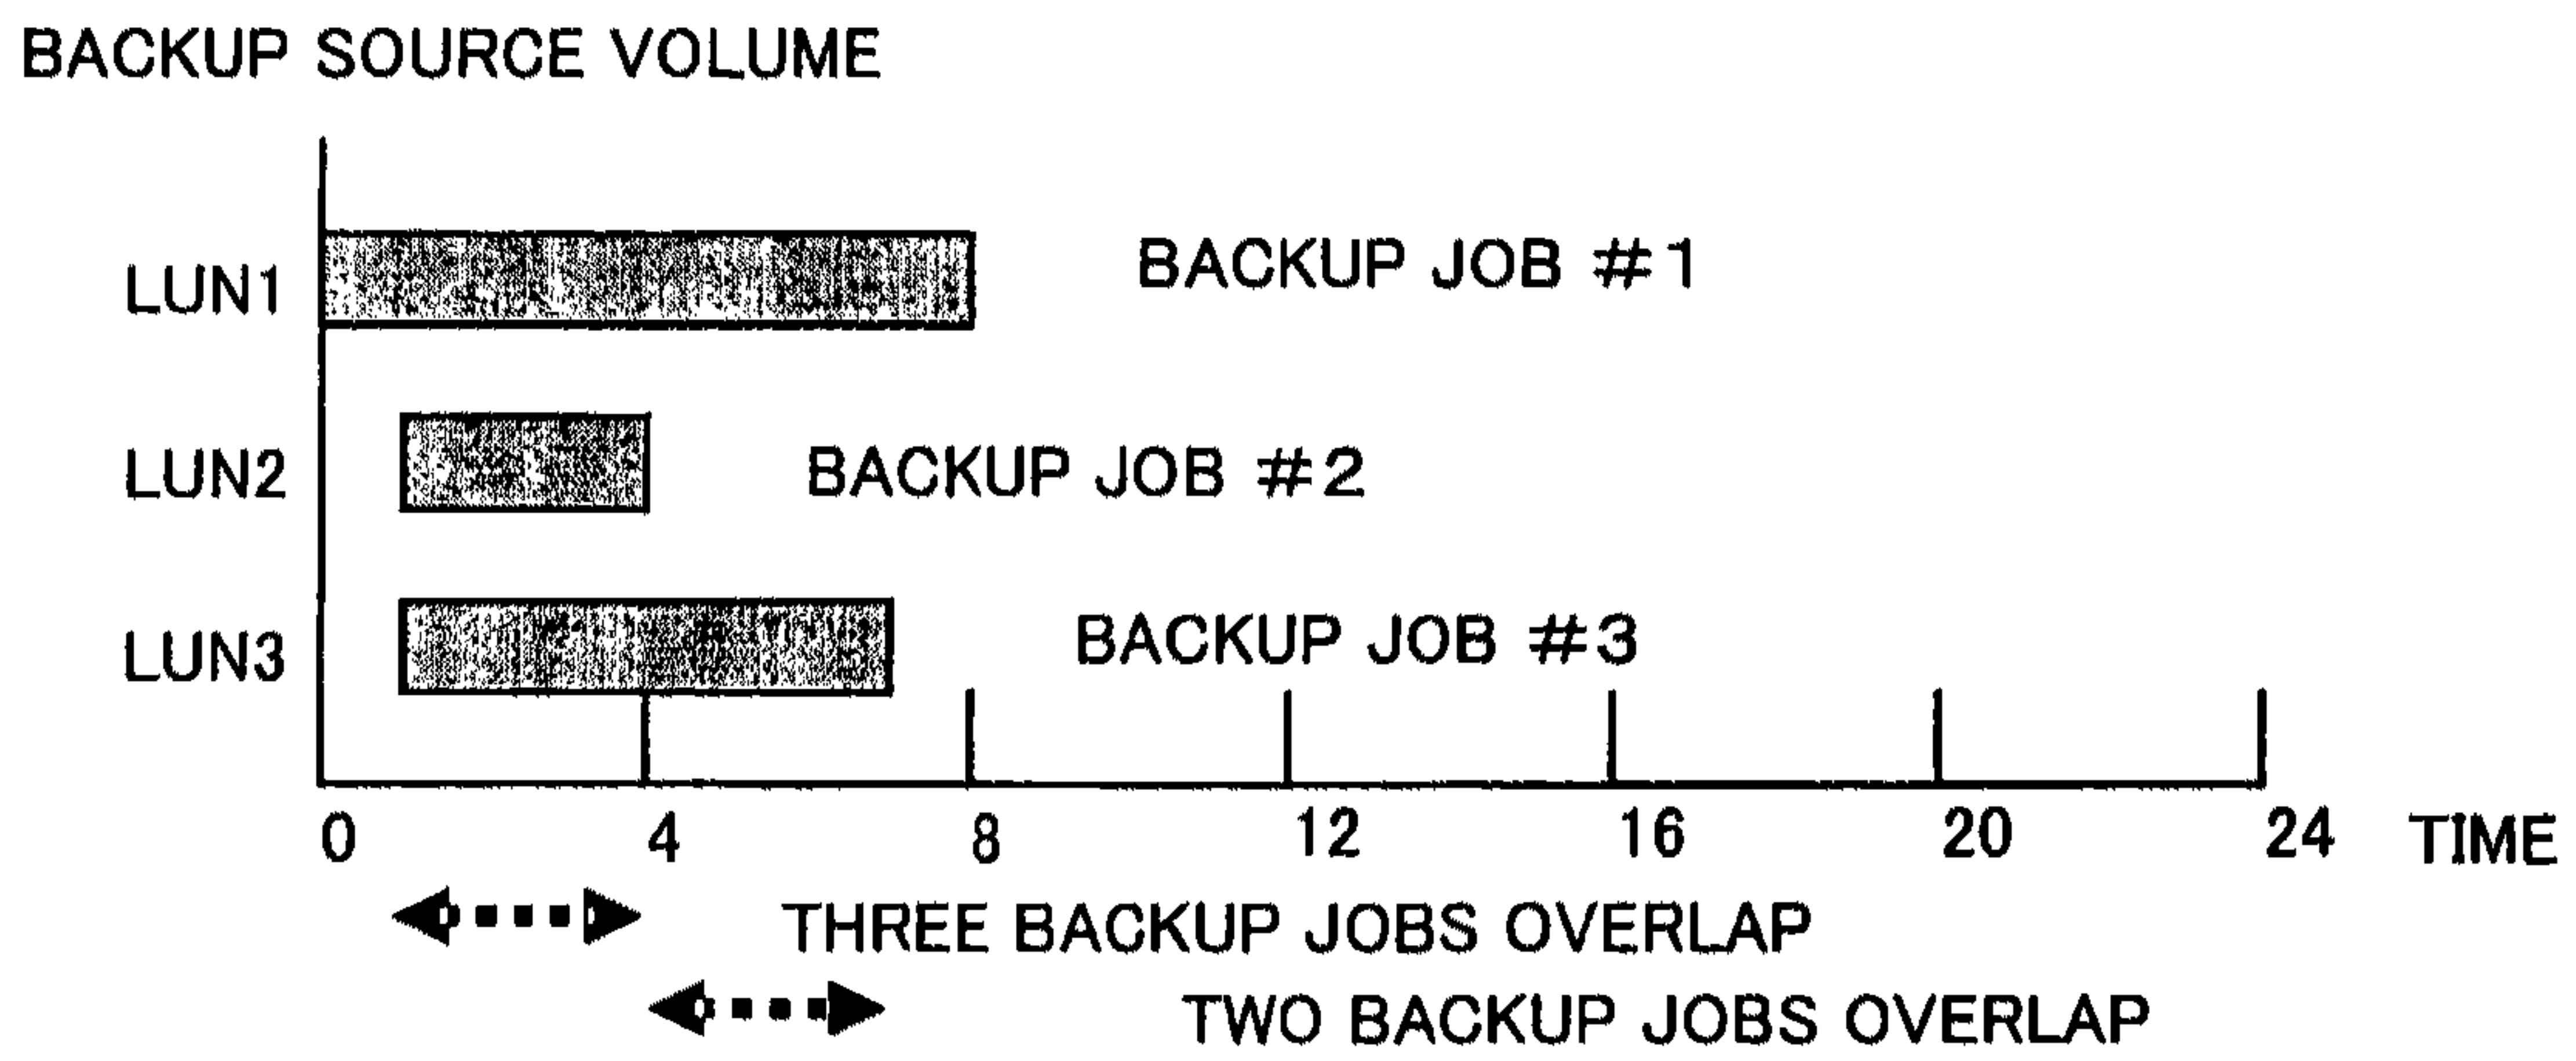 BACKUP SOURCE VOLUME
LUN1 BACKUP JOB #1
LUN2 BACKUP JOB #2
LUN3 BACKUP JOB #3
0 4 8 12 16 20 24 TIME
THREE BACKUP JOBS OVERLAP
TWO BACKUP JOBS OVERLAP